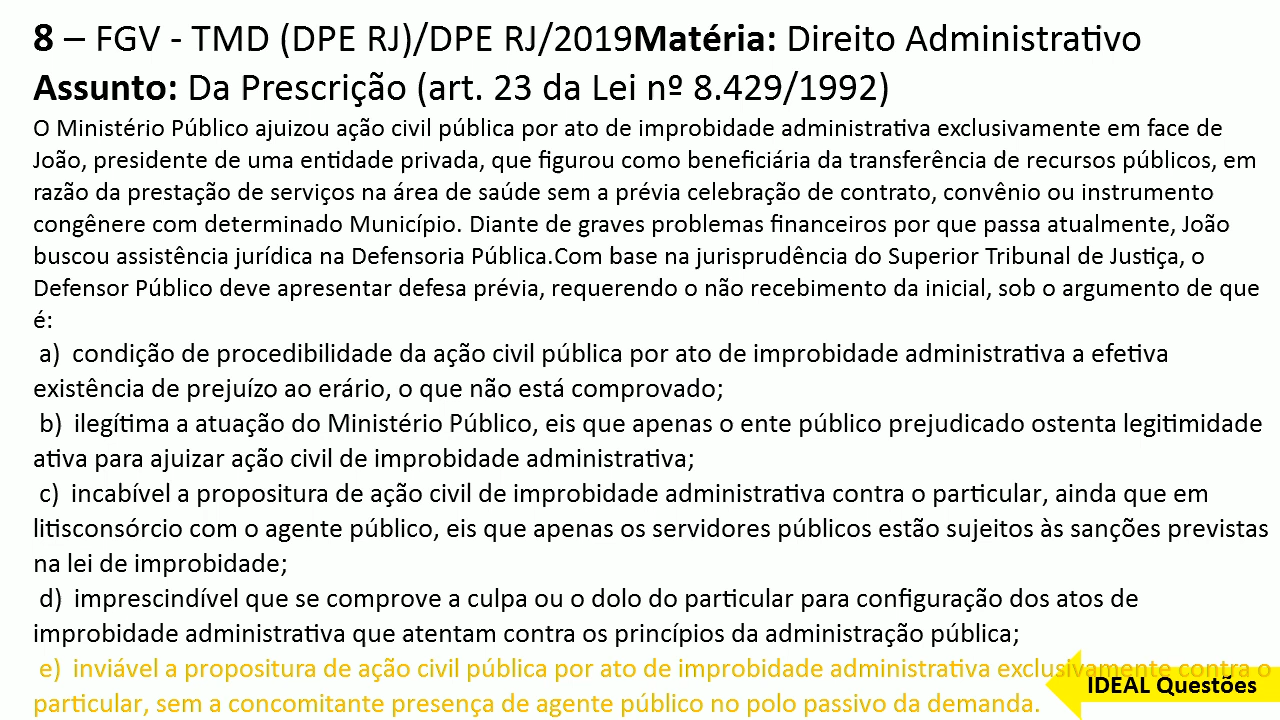 8 – FGV - TMD (DPE RJ)/DPE RJ/2019Matéria: Direito Administrativo
Assunto: Da Prescrição (art. 23 da Lei nº 8.429/1992)
O Ministério Público ajuizou ação civil pública por ato de improbidade administrativa exclusivamente em face de
João, presidente de uma entidade privada, que figurou como beneficiária da transferência de recursos públicos, em
razão da prestação de serviços na área de saúde sem a prévia celebração de contrato, convênio ou instrumento
congênere com determinado Município. Diante de graves problemas financeiros por que passa atualmente, João
buscou assistência jurídica na Defensoria Pública.Com base na jurisprudência do Superior Tribunal de Justiça, o
Defensor Público deve apresentar defesa prévia, requerendo o não recebimento da inicial, sob o argumento de que
é:
a) condição de procedibilidade da ação civil pública por ato de improbidade administrativa a efetiva
existência de prejuízo ao erário, o que não está comprovado;
b) ilegítima a atuação do Ministério Público, eis que apenas o ente público prejudicado ostenta legitimidade
ativa para ajuizar ação civil de improbidade administrativa;
c) incabível a propositura de ação civil de improbidade administrativa contra o particular, ainda que em
litisconsórcio com o agente público, eis que apenas os servidores públicos estão sujeitos às sanções previstas
na lei de improbidade;
d) imprescindível que se comprove a culpa ou o dolo do particular para configuração dos atos de
improbidade administrativa que atentam contra os princípios da administração pública;
e) inviável a propositura de ação civil pública por ato de improbidade administrativa exclusivamente contra o
particular, sem a concomitante presença de agente público no polo passivo da demanda.
IDEAL Questões